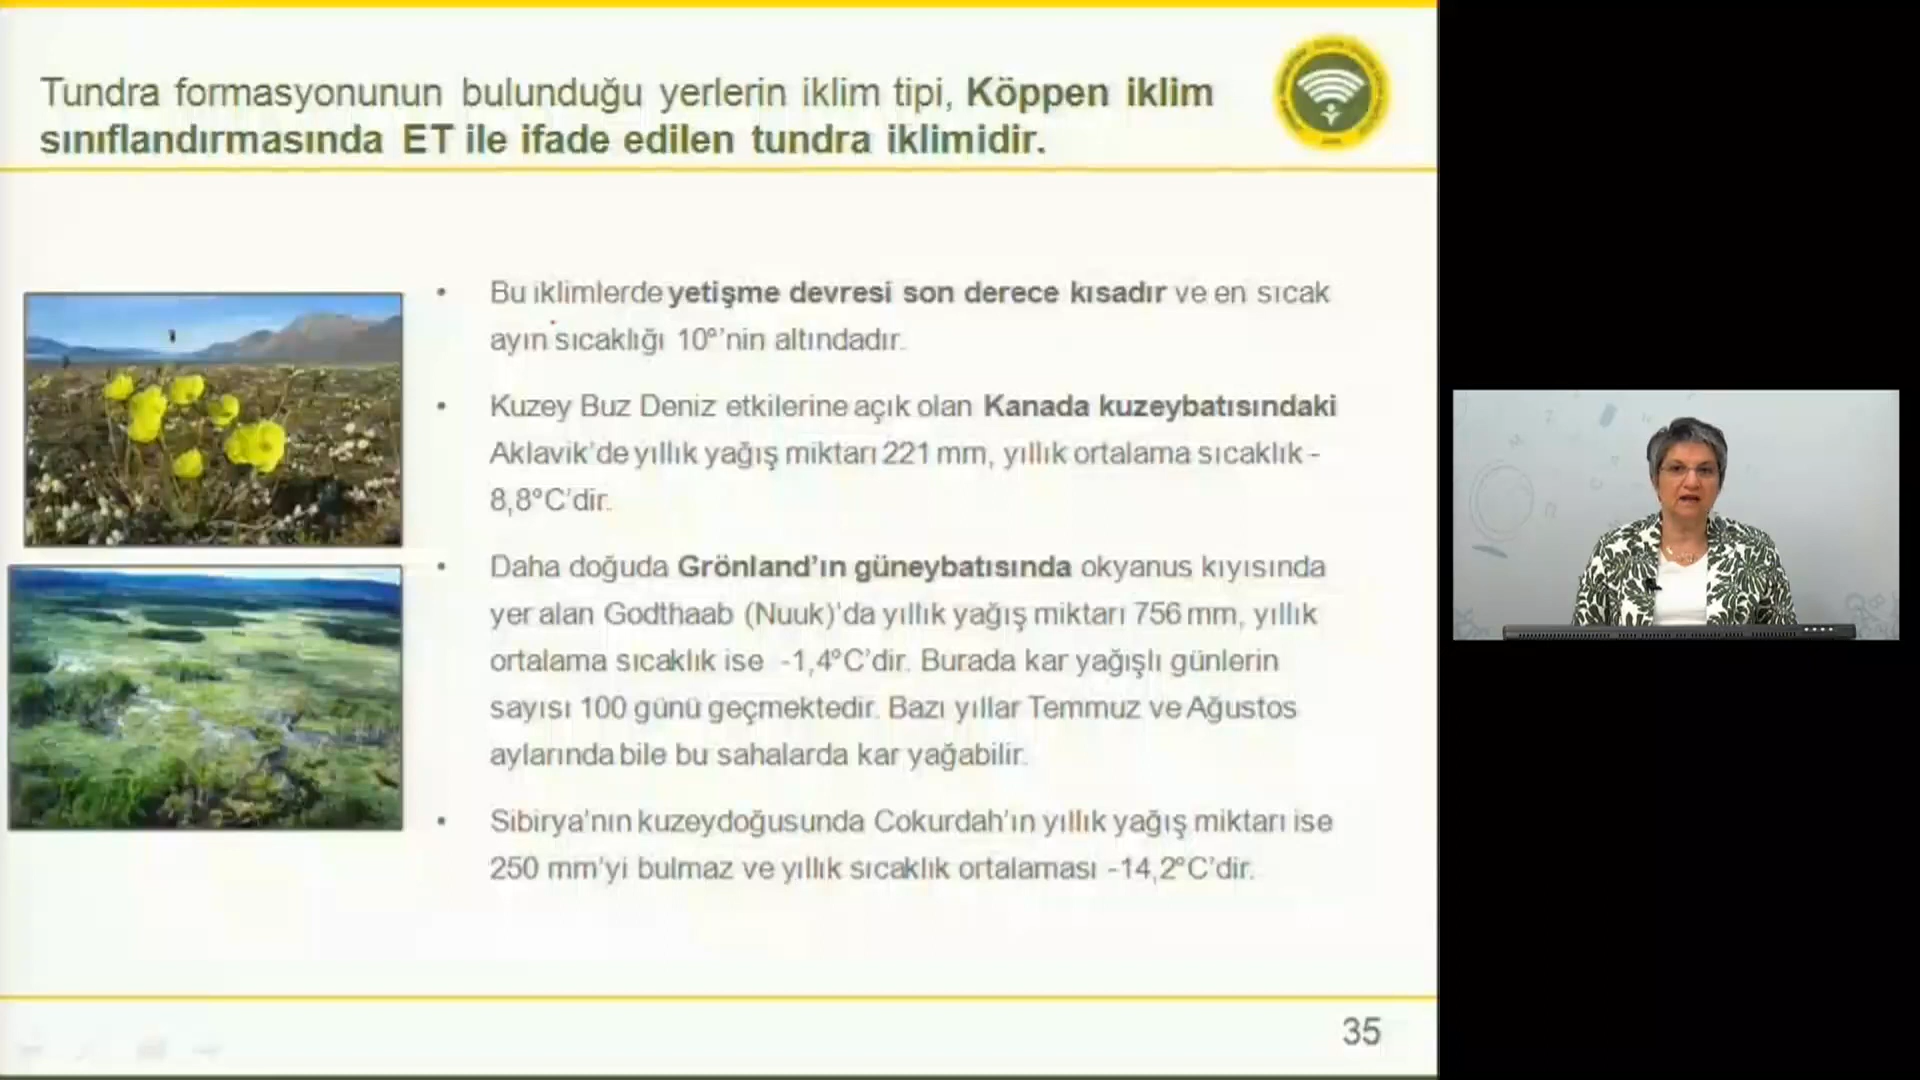 Tundra formasyonunun bulunduğu yerlerin iklim tipi, Köppen iklim
sınıflandırmasında ET ile ifade edilen tundra iklimidir.
• Bu iklimlerde yetişme devresi son derece kısadır ve en sıcak
ayın sıcaklığı 10°'nin altındadır.
• Kuzey Buz Deniz etkilerine açık olan Kanada kuzeybatısındaki
Aklavik'de yıllık yağış miktarı 221 mm, yıllık ortalama sıcaklık -
8,8°C'dir.
• Daha doğuda Grönland'ın güneybatısında okyanus kıyısında
yer alan Godthaab (Nuuk)'da yıllık yağış miktarı 756 mm, yıllık
ortalama sıcaklık ise -1,4°C'dir. Burada kar yağışlı günlerin
sayısı 100 günü geçmektedir. Bazı yıllar Temmuz ve Ağustos
aylarında bile bu sahalarda kar yağabilir.
• Sibirya'nın kuzeydoğusunda Cokurdah'ın yıllık yağış miktarı ise
250 mm'yi bulmaz ve yıllık sıcaklık ortalaması -14,2°C'dir.
35